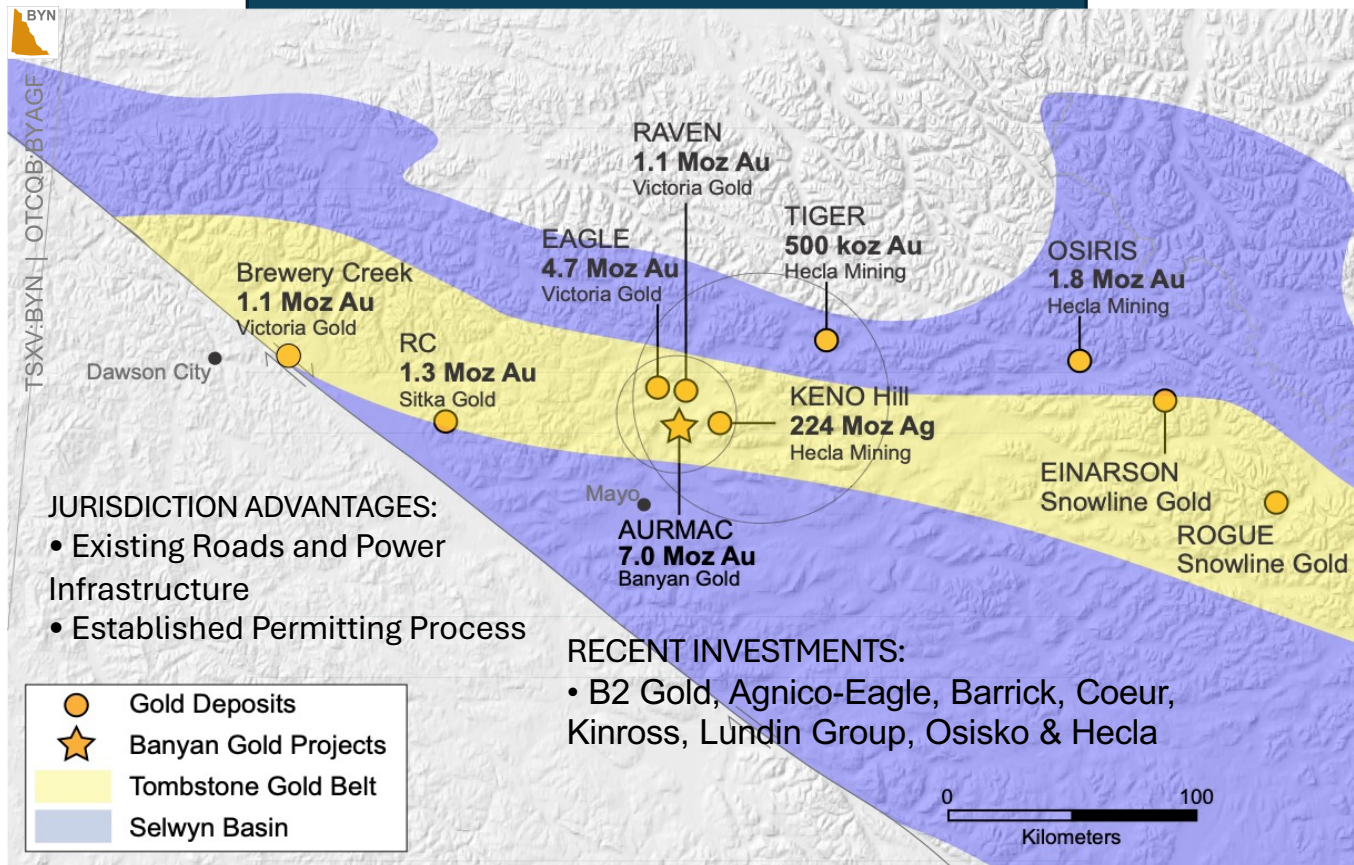 BYN
TSXV:BYN | OTCQB:BYAGF
RAVEN
1.1 Moz Au
Victoria Gold
TIGER
500 koz Au
Hecla Mining
EAGLE
4.7 Moz Au
Victoria Gold
OSIRIS
1.8 Moz Au
Hecla Mining
Brewery Creek
1.1 Moz Au
Victoria Gold
RC
1.3 Moz Au
Sitka Gold
Dawson City
KENO Hill
224 Moz Ag
Hecla Mining
EINARSON
Snowline Gold
ROGUE
Snowline Gold
Mayo
AURMAC
7.0 Moz Au
Banyan Gold
JURISDICTION ADVANTAGES:
• Existing Roads and Power
Infrastructure
• Established Permitting Process
RECENT INVESTMENTS:
• B2 Gold, Agnico-Eagle, Barrick, Coeur,
Kinross, Lundin Group, Osisko & Hecla
Gold Deposits
Banyan Gold Projects
Tombstone Gold Belt
Selwyn Basin
0 100
Kilometers